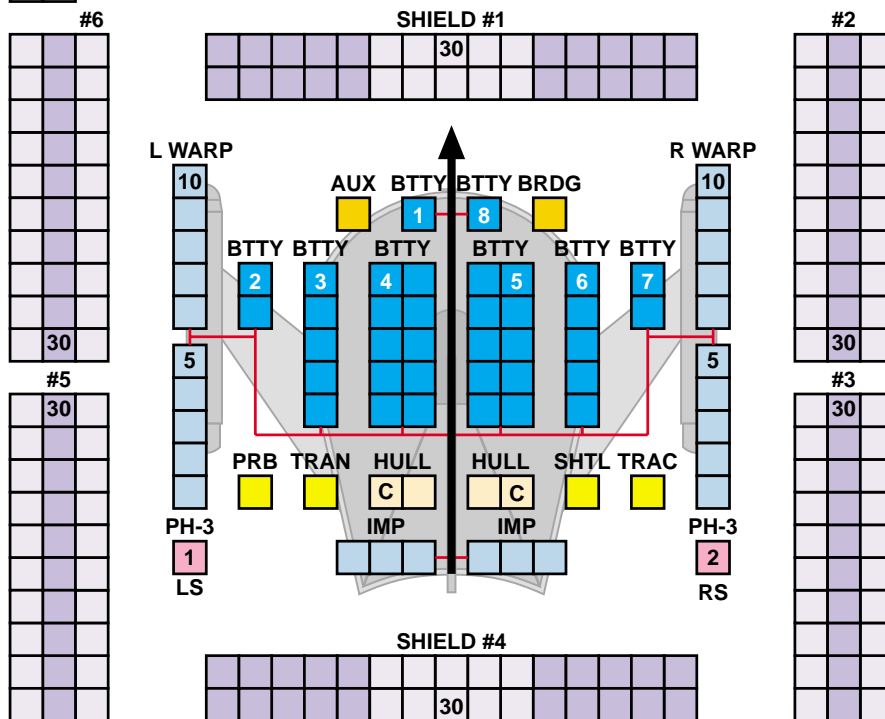 #6 SHIELD #1 #2
30
L WARP R WARP
10 AUX BTTY BTTY BRDG 10
1 8
BTTY BTTY BTTY BTTY BTTY BTTY
2 3 4 5 6 7
30 30
5 5
#5 #3
30 30
PRB TRAN HULL HULL SHTL TRAC
C C
PH-3 IMP IMP PH-3
1 2
LS RS
SHIELD #4
30